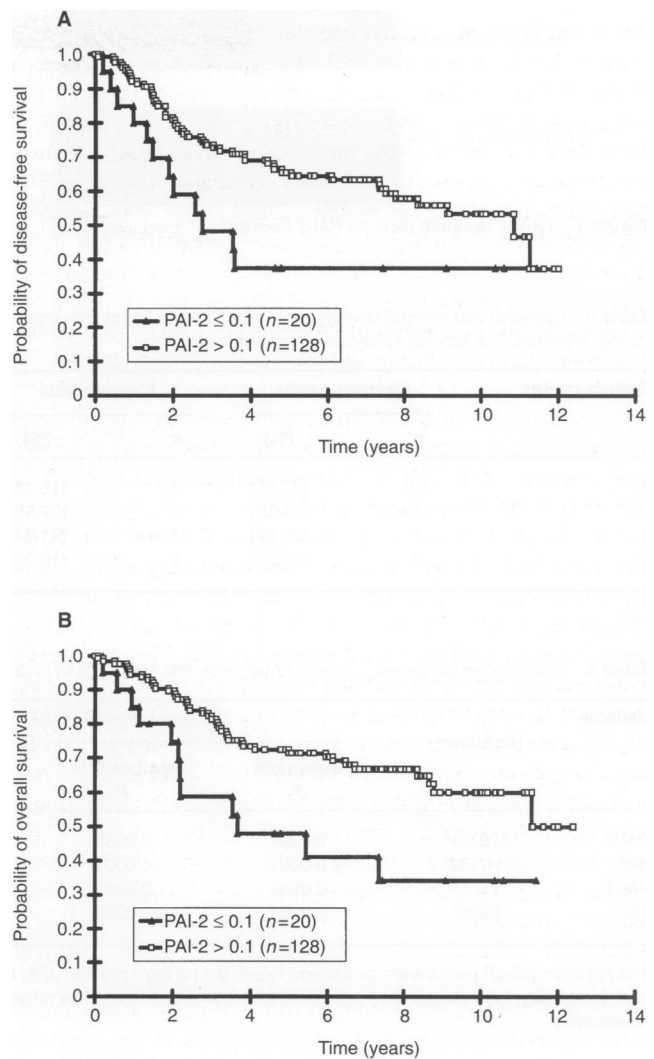 A
Probability of disease-free survival
1.0
0.9
0.8
0.7
0.6
0.5
0.4
0.3
0.2
0.1
0
PAI-2 ≤ 0.1 (n=20)
PAI-2 > 0.1 (n=128)
0 2 4 6 8 10 12 14
Time (years)
B
Probability of overall survival
1.0
0.9
0.8
0.7
0.6
0.5
0.4
0.3
0.2
0.1
0
PAI-2 ≤ 0.1 (n=20)
PAI-2 > 0.1 (n=128)
0 2 4 6 8 10 12 14
Time (years)